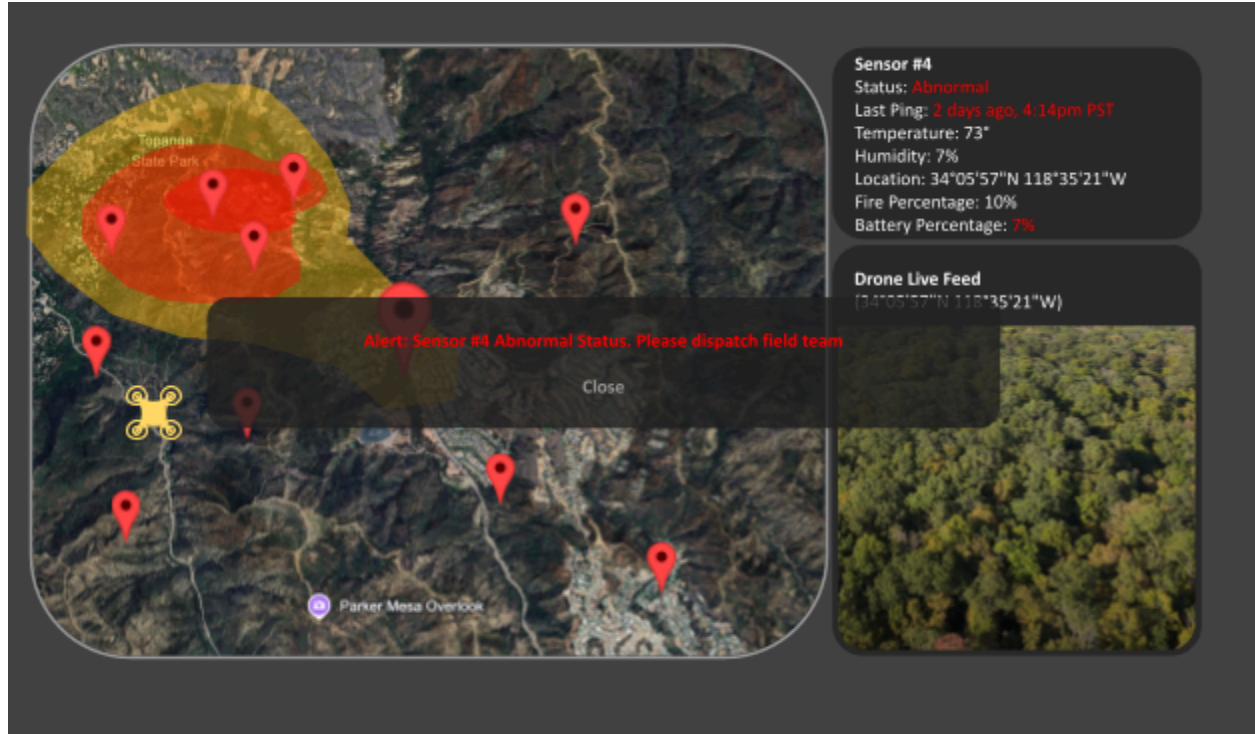 Topanga
State Park
Parker Mesa Overlook
Alert: Sensor #4 Abnormal Status. Please dispatch field team
Close
Sensor #4
Status: Abnormal
Last Ping: 2 days ago, 4:14pm PST
Temperature: 73°
Humidity: 7%
Location: 34°05'57"N 118°35'21"W
Fire Percentage: 10%
Battery Percentage: 7%
Drone Live Feed
(34°05'57"N 118°35'21"W)